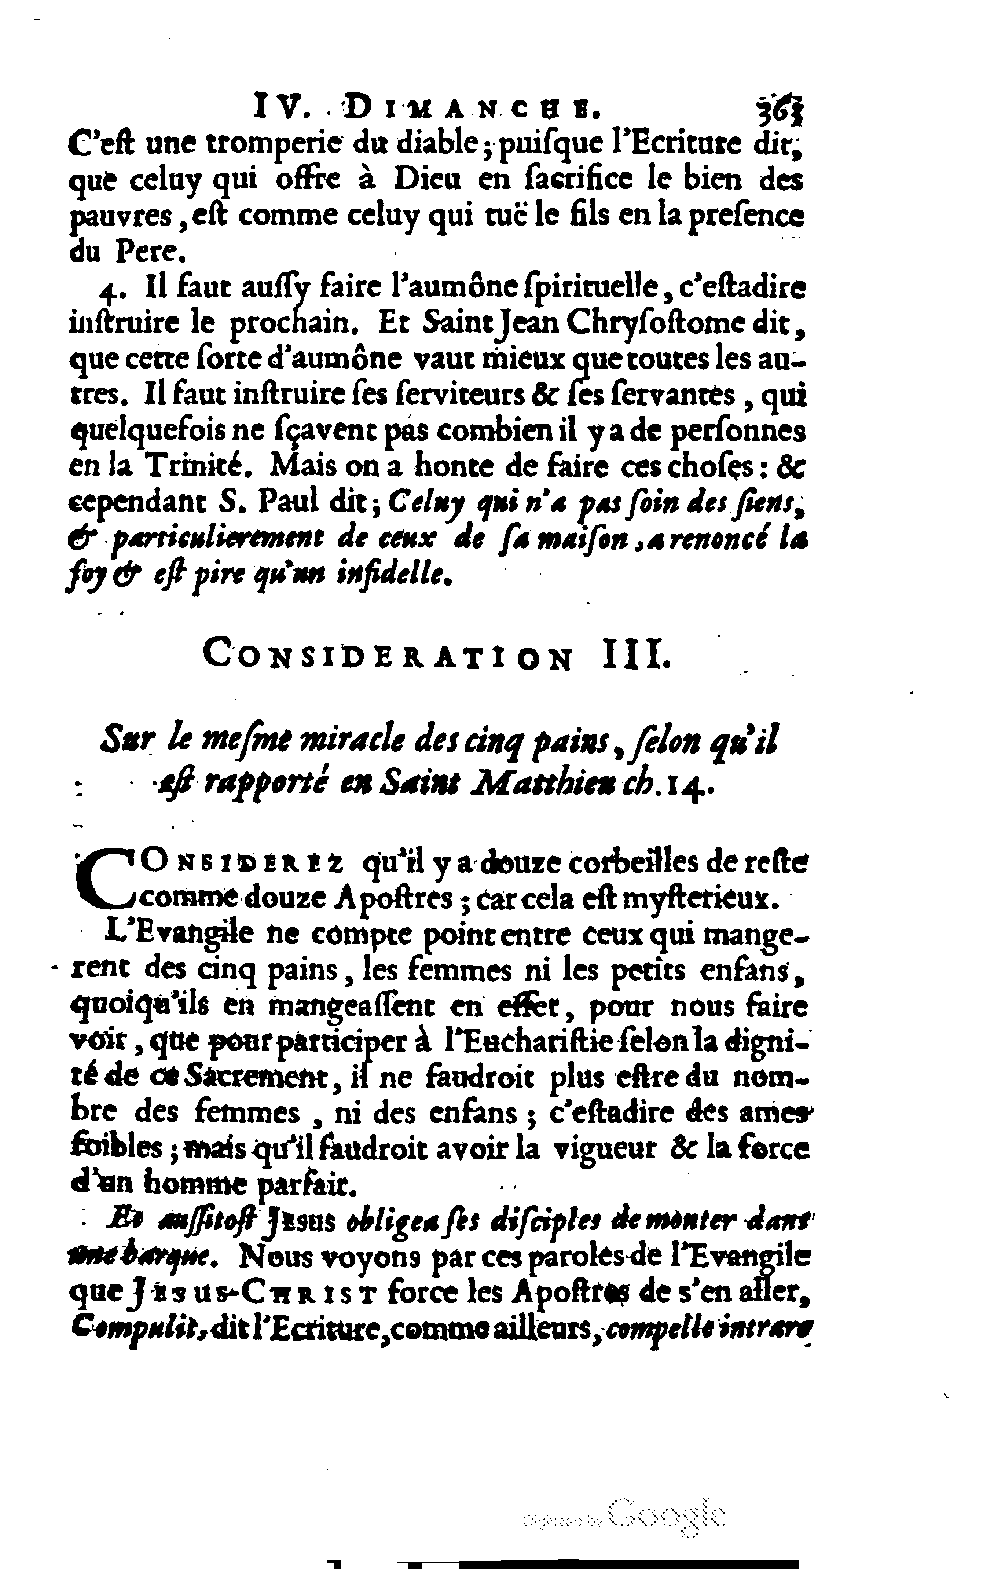 IV. DIMANCHE. 363
C'eſt une tromperie du diable; puiſque l'Ecriture dit;
que celuy qui offre à Dieu en ſacrifice le bien des
pauvres, eſt comme celuy qui tuë le fils en la preſence
du Pere.
4. Il faut auſſy faire l'aumône ſpirituelle, c'eſtadire
inſtruire le prochain. Et Saint Jean Chryſoſtome dit,
que cette ſorte d'aumône vaut mieux que toutes les au-
tres. Il faut inſtruire ſes ſerviteurs & ſes ſervantes, qui
quelquefois ne ſçavent pas combien il y a de perſonnes
en la Trinité. Mais on a honte de faire ces choſes: &
cependant S. Paul dit; Celuy qui n'a pas ſoin des ſiens,
& particulierement de ceux de ſa maiſon, a renoncé la
foy & eſt pire qu'un infidelle.
CONSIDERATION III.
Sur le meſme miracle des cinq pains, ſelon qu'il
eſt rapporté en Saint Matthieu ch. 14.
CONSIDEREZ qu'il y a douze corbeilles de reſte
comme douze Apoſtres; car cela eſt myſterieux.
L'Evangile ne compte point entre ceux qui mange-
rent des cinq pains, les femmes ni les petits enfans,
quoiqu'ils en mangeaſſent en effet, pour nous faire
voir, que pour participer à l'Euchariſtie ſelon la digni-
té de ce Sacrement, il ne faudroit plus eſtre du nom-
bre des femmes, ni des enfans; c'eſtadire des ames
foibles; mais qu'il faudroit avoir la vigueur & la force
d'un homme parfait.
Et auſſitoſt JESUS obligea ſes diſciples de monter dans
une barque. Nous voyons par ces paroles de l'Evangile
que JESUS-CHRIST force les Apoſtres de s'en aller,
Compulit, dit l'Ecriture, comme ailleurs, compelle intrare
Digitized by Google